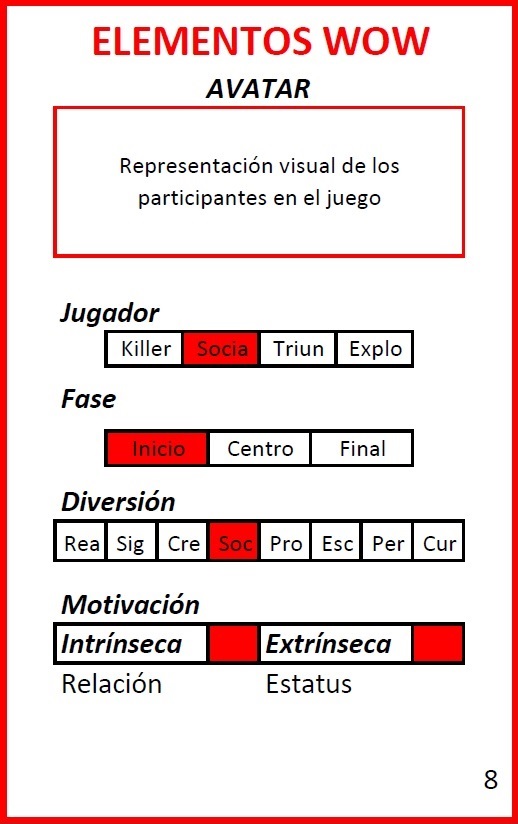 ELEMENTOS WOW
AVATAR
Representación visual de los
participantes en el juego
Jugador
Killer Socia Triun Explo
Fase
Inicio Centro Final
Diversión
Rea Sig Cre Soc Pro Esc Per Cur
Motivación
Intrínseca Extrínseca
Relación Estatus
8